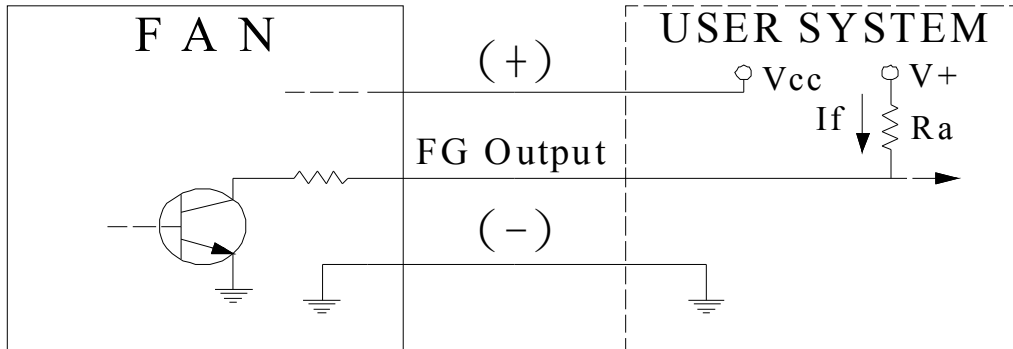 F A N
USER SYSTEM
(+)
Vcc
V+
If
Ra
FG Output
(-)